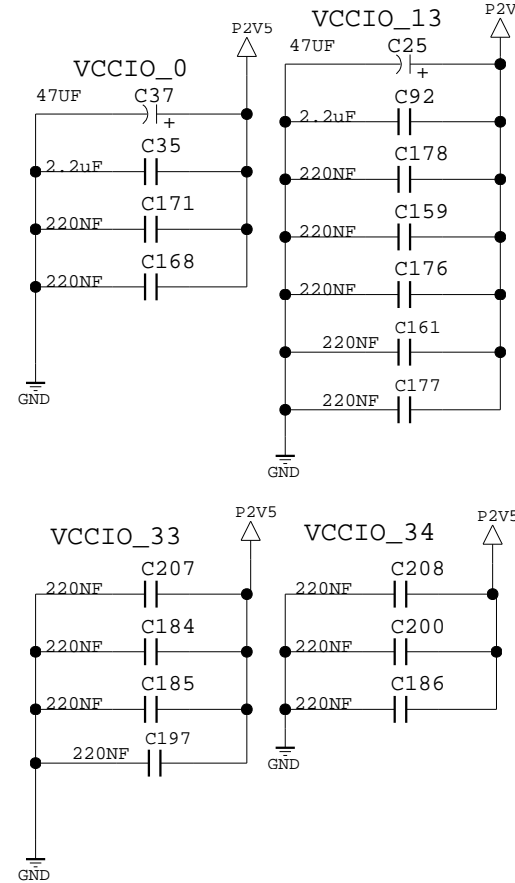 P2V5
VCCIO_0
47UF C37
+
C35
2.2uF
C171
220NF
C168
220NF
GND
P2V
VCCIO_13
47UF C25
+
C92
2.2uF
C178
220NF
C159
220NF
C176
220NF
C161
220NF
C177
220NF
GND
P2V5
VCCIO_33
C207
220NF
C184
220NF
C185
220NF
C197
220NF
GND
P2V5
VCCIO_34
C208
220NF
C200
220NF
C186
220NF
GND